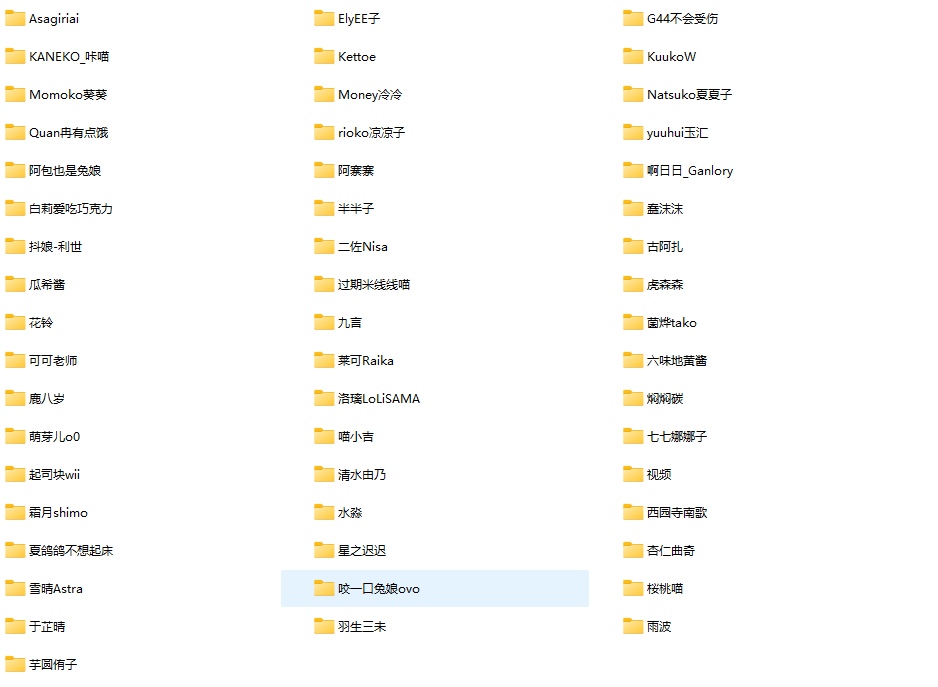 Asagiriai
ElyEE子
G44不会受伤
KANEKO_咔喵
Kettoe
KuukoW
Momoko葵葵
Money冷冷
Natsuko夏夏子
Quan冉有点饿
rioko凉凉子
yuuhui玉汇
阿包也是兔娘
阿寨寨
啊日日_Ganlory
白莉爱吃巧克力
半半子
蠢沫沫
抖娘-利世
二佐Nisa
古阿扎
瓜希酱
过期米线线喵
虎森森
花铃
九言
菌烨tako
可可老师
莱可Raika
六味地黄酱
鹿八岁
洛璃LoLiSAMA
焖焖碳
萌芽儿o0
喵小吉
七七娜娜子
起司块wii
清水由乃
视频
霜月shimo
水淼
西园寺南歌
夏鸽鸽不想起床
星之迟迟
杏仁曲奇
雪晴Astra
咬一口兔娘ovo
桜桃喵
于芷晴
羽生三未
雨波
芋圆侑子